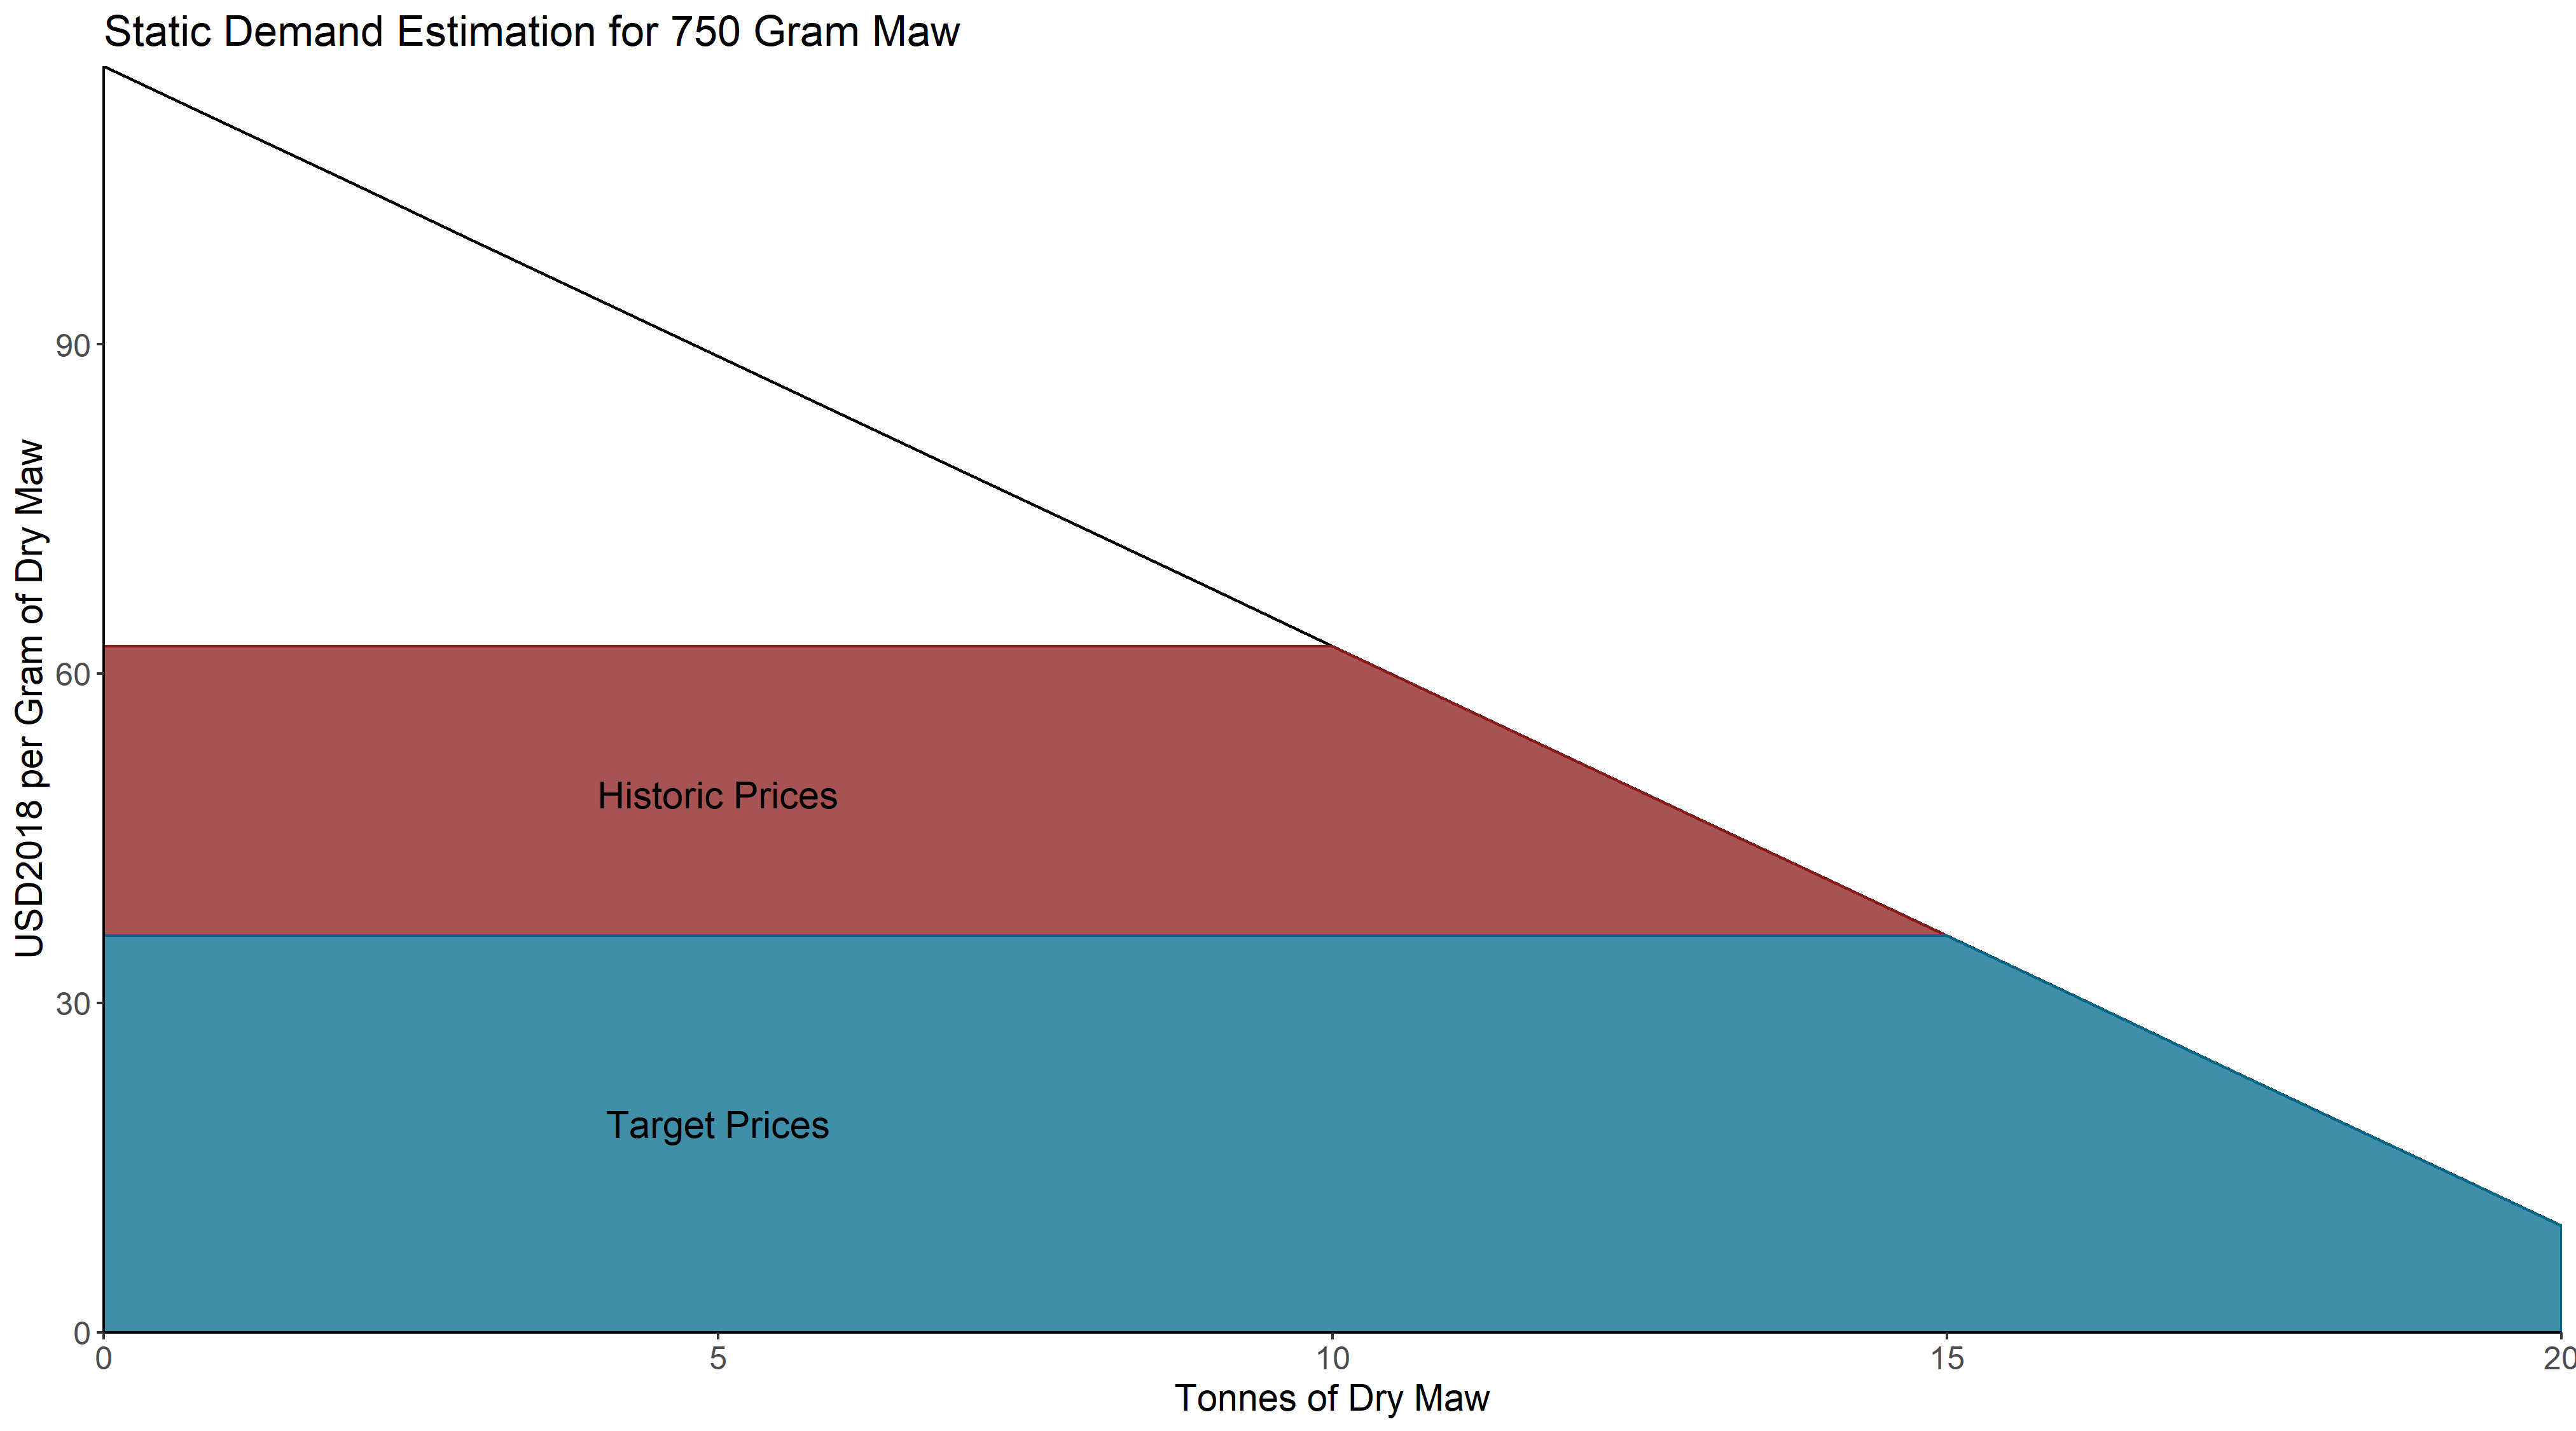 Static Demand Estimation for 750 Gram Maw
USD2018 per Gram of Dry Maw
90
60
30
0
Historic Prices
Target Prices
0 5 10 15 20
Tonnes of Dry Maw